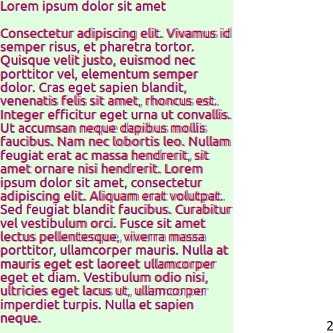 Lorem ipsum dolor sit amet
Consectetur adipiscing elit. Vivamus id
semper risus, et pharetra tortor.
Quisque velit justo, euismod nec
porttitor vel, elementum semper
dolor. Cras eget sapien blandit,
venenatis felis sit amet, rhoncus est.
Integer efficitur eget urna ut convallis.
Ut accumsan neque dapibus mollis
faucibus. Nam nec lobortis leo. Nullam
feugiat erat ac massa hendrerit, sit
amet ornare nisi hendrerit. Lorem
ipsum dolor sit amet, consectetur
adipiscing elit. Aliquam erat volutpat.
Sed feugiat blandit faucibus. Curabitur
vel vestibulum orci. Fusce sit amet
lectus pellentesque, viverra massa
porttitor, ullamcorper mauris. Nulla at
mauris eget est laoreet ullamcorper
eget et diam. Vestibulum odio nisi,
ultricies eget lacus ut, ullamcorper
imperdiet turpis. Nulla et sapien
neque.
2